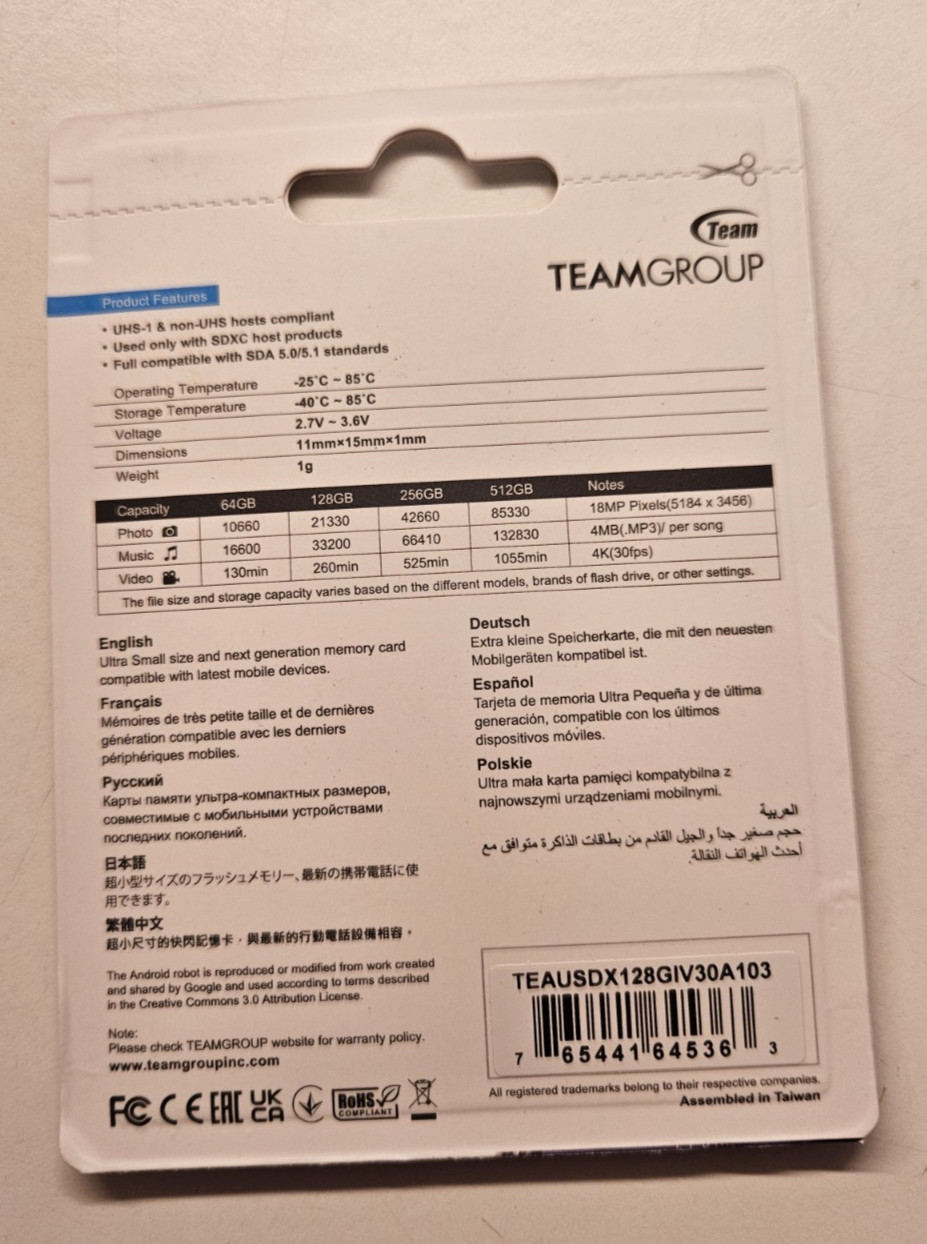 Team
TEAMGROUP
Product Features
• UHS-1 & non-UHS hosts compliant
• Used only with SDXC host products
• Full compatible with SDA 5.0/5.1 standards
Operating Temperature -25°C ~ 85°C
Storage Temperature -40°C ~ 85°C
Voltage 2.7V ~ 3.6V
Dimensions 11mm×15mm×1mm
Weight 1g
Capacity 64GB 128GB 256GB 512GB Notes
Photo 10660 21330 42660 85330 18MP Pixels(5184 x 3456)
Music 16600 33200 66410 132830 4MB(.MP3)/ per song
Video 130min 260min 525min 1055min 4K(30fps)
The file size and storage capacity varies based on the different models, brands of flash drive, or other settings.
English
Ultra Small size and next generation memory card
compatible with latest mobile devices.
Français
Mémoires de très petite taille et de dernières
génération compatible avec les derniers
périphériques mobiles.
Русский
Карты памяти ультра-компактных размеров,
совместимые с мобильными устройствами
последних поколений.
日本語
超小型サイズのフラッシュメモリー、最新の携帯電話に使
用できます。
繁體中文
超小尺寸的快閃記憶卡，與最新的行動電話設備相容。
The Android robot is reproduced or modified from work created
and shared by Google and used according to terms described
in the Creative Commons 3.0 Attribution License.
Note:
Please check TEAMGROUP website for warranty policy.
www.teamgroupinc.com
FC CE EAC UK
CA
RoHS
COMPLIANT
Deutsch
Extra kleine Speicherkarte, die mit den neuesten
Mobilgeräten kompatibel ist.
Español
Tarjeta de memoria Ultra Pequeña y de última
generación, compatible con los últimos
dispositivos móviles.
Polskie
Ultra mała karta pamięci kompatybilna z
najnowszymi urządzeniami mobilnymi.
العربية
حجم صغير جداً والجيل القادم من بطاقات الذاكرة متوافق مع
أحدث الهواتف النقالة.
TEAUSDX128GIV30A103
7 65441 64536 3
All registered trademarks belong to their respective companies.
Assembled in Taiwan